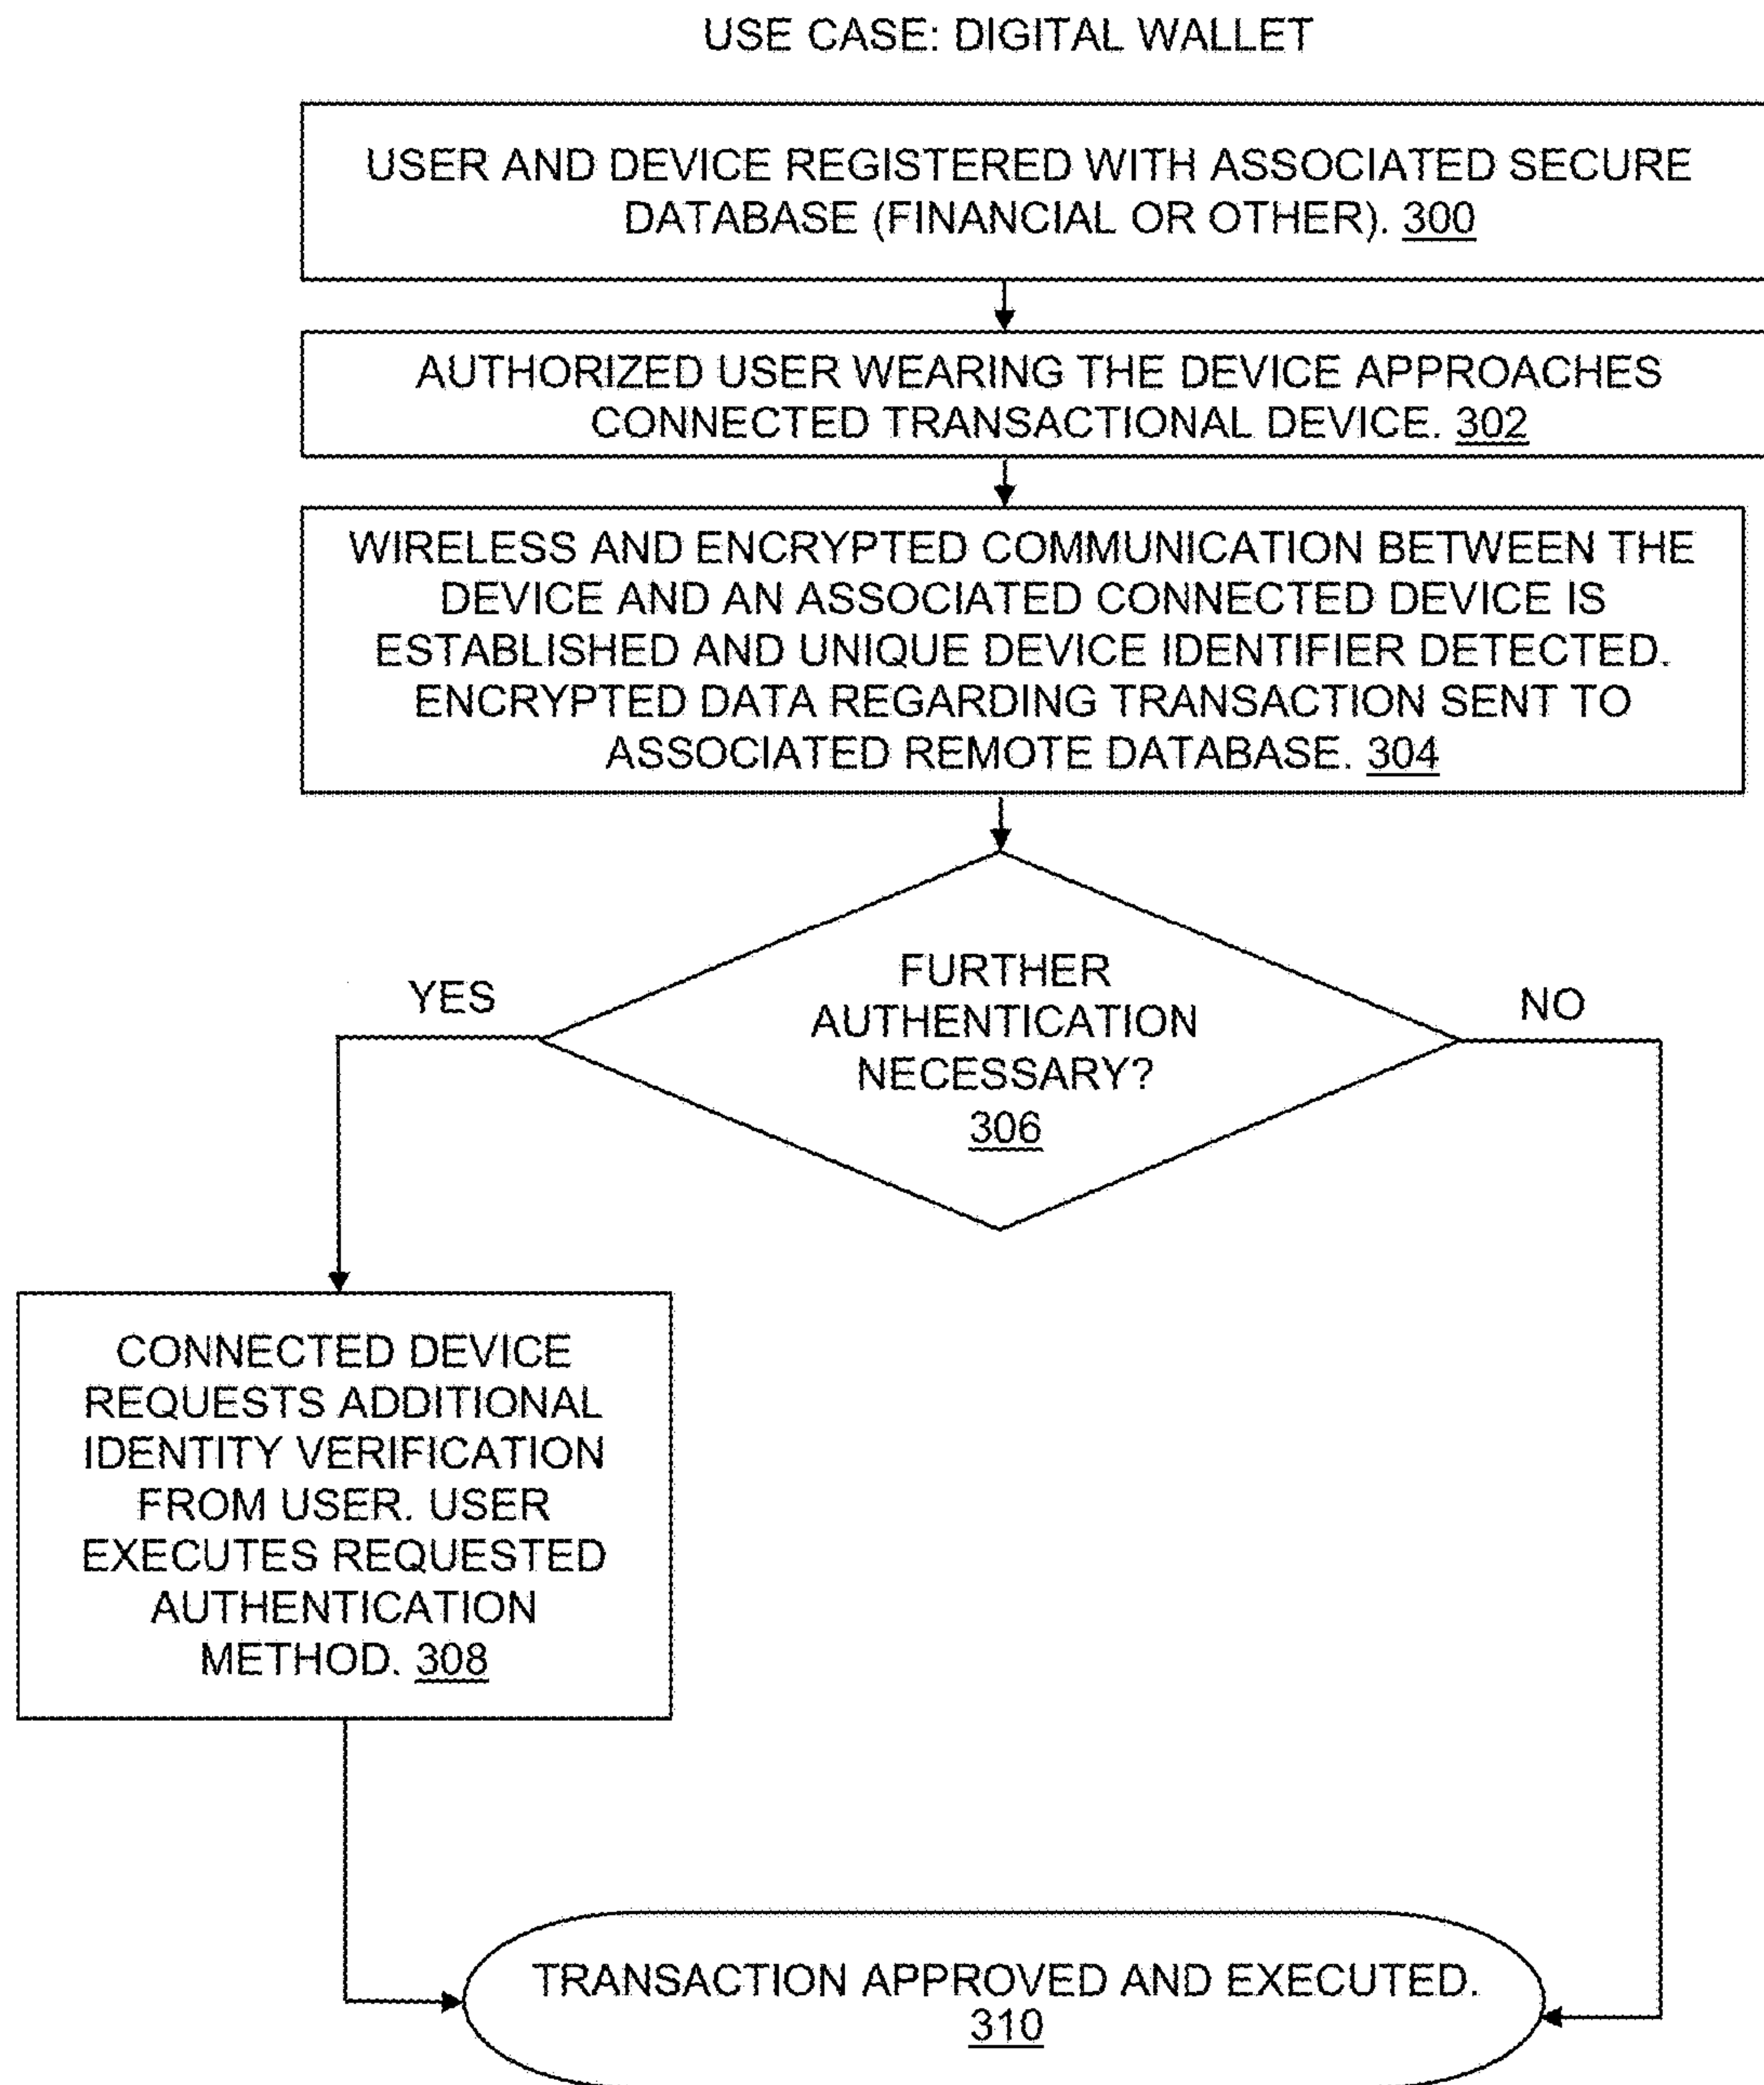 USE CASE: DIGITAL WALLET
USER AND DEVICE REGISTERED WITH ASSOCIATED SECURE
DATABASE (FINANCIAL OR OTHER). 300
AUTHORIZED USER WEARING THE DEVICE APPROACHES
CONNECTED TRANSACTIONAL DEVICE. 302
WIRELESS AND ENCRYPTED COMMUNICATION BETWEEN THE
DEVICE AND AN ASSOCIATED CONNECTED DEVICE IS
ESTABLISHED AND UNIQUE DEVICE IDENTIFIER DETECTED.
ENCRYPTED DATA REGARDING TRANSACTION SENT TO
ASSOCIATED REMOTE DATABASE. 304
FURTHER
AUTHENTICATION
NECESSARY?
306
YES
NO
CONNECTED DEVICE
REQUESTS ADDITIONAL
IDENTITY VERIFICATION
FROM USER. USER
EXECUTES REQUESTED
AUTHENTICATION
METHOD. 308
TRANSACTION APPROVED AND EXECUTED.
310